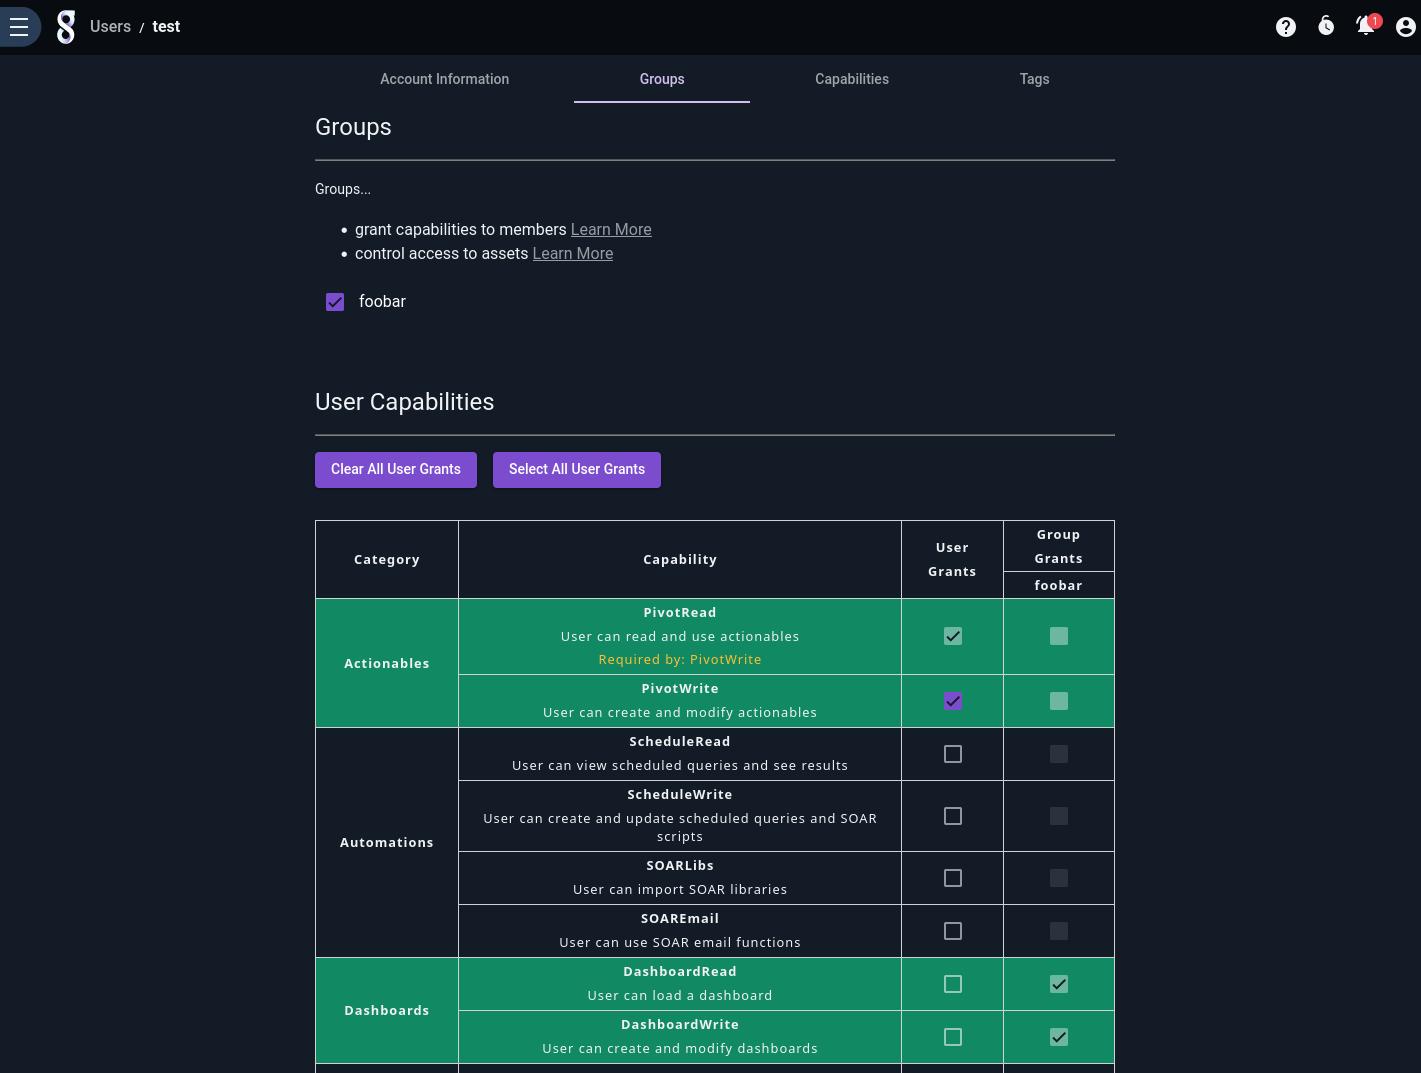 Users / test
1
Account Information
Groups
Capabilities
Tags
Groups
Groups...
• grant capabilities to members Learn More
• control access to assets Learn More
foobar
User Capabilities
Clear All User Grants
Select All User Grants
Category
Capability
User
Grants
Group
Grants
foobar
Actionables
PivotRead
User can read and use actionables
Required by: PivotWrite
PivotWrite
User can create and modify actionables
Automations
ScheduleRead
User can view scheduled queries and see results
ScheduleWrite
User can create and update scheduled queries and SOAR
scripts
SOARLibs
User can import SOAR libraries
SOAREmail
User can use SOAR email functions
Dashboards
DashboardRead
User can load a dashboard
DashboardWrite
User can create and modify dashboards